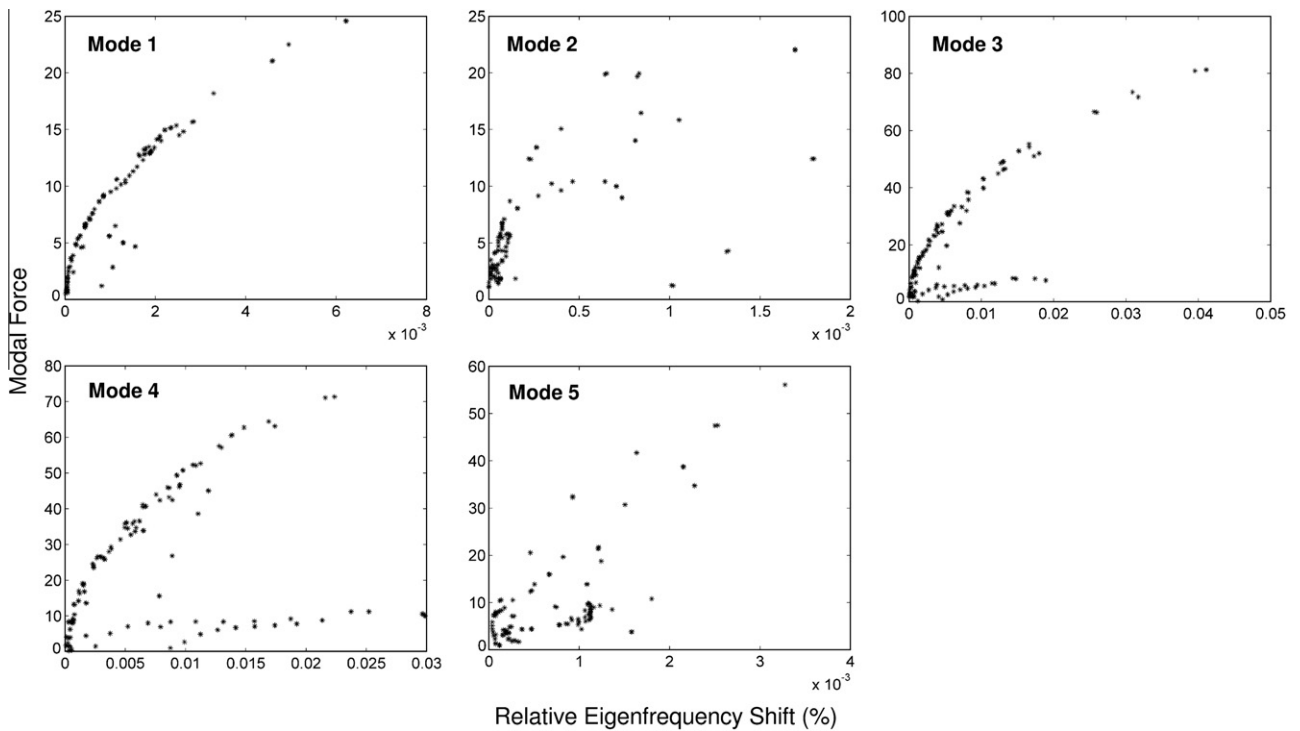 Modal Force
Mode 1
25
20
15
10
5
0
0 2 4 6 8
x 10⁻³
Mode 2
25
20
15
10
5
0
0 0.5 1 1.5 2
x 10⁻³
Mode 3
100
80
60
40
20
0
0 0.01 0.02 0.03 0.04 0.05
Mode 4
80
70
60
50
40
30
20
10
0
0 0.005 0.01 0.015 0.02 0.025 0.03
Mode 5
60
50
40
30
20
10
0
0 1 2 3 4
x 10⁻³
Relative Eigenfrequency Shift (%)